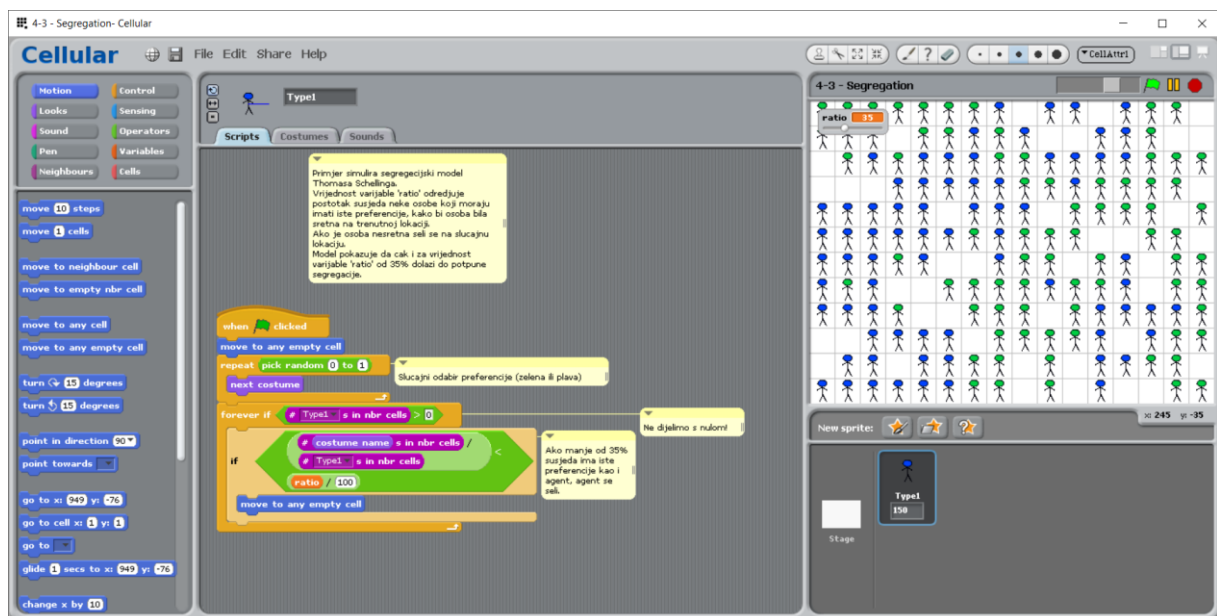 4-3 - Segregation- Cellular
Cellular
File Edit Share Help
CellAttr1
Motion Control
Looks Sensing
Sound Operators
Pen Variables
Neighbours Cells
move 10 steps
move 1 cells
move to neighbour cell
move to empty nbr cell
move to any cell
move to any empty cell
turn 15 degrees
turn 15 degrees
point in direction 90
point towards
go to x: 949 y: -76
go to cell x: 1 y: 1
go to
glide 1 secs to x: 949 y: -76
change x by 10
Type1
Scripts Costumes Sounds
Primjer simulira segregecijski model
Thomasa Schellinga.
Vrijednost varijable 'ratio' odredjuje
postotak susjeda neke osobe koji moraju
imati iste preferencije, kako bi osoba bila
sretna na trenutnoj lokaciji.
Ako je osoba nesretna seli se na slucajnu
lokaciju.
Model pokazuje da cak i za vrijednost
varijable 'ratio' od 35% dolazi do potpune
segregacije.
when clicked
move to any empty cell
repeat pick random 0 to 1
next costume
Slucajni odabir preferencije (zelena ili plava)
forever if # Type1 s in nbr cells > 0
Ne dijelimo s nulom!
if
# costume name s in nbr cells /
# Type1 s in nbr cells
<
ratio / 100
move to any empty cell
Ako manje od 35%
susjeda ima iste
preferencije kao i
agent, agent se
seli.
4-3 - Segregation
ratio 35
x: 245 y: -35
New sprite:
Type1
150
Stage